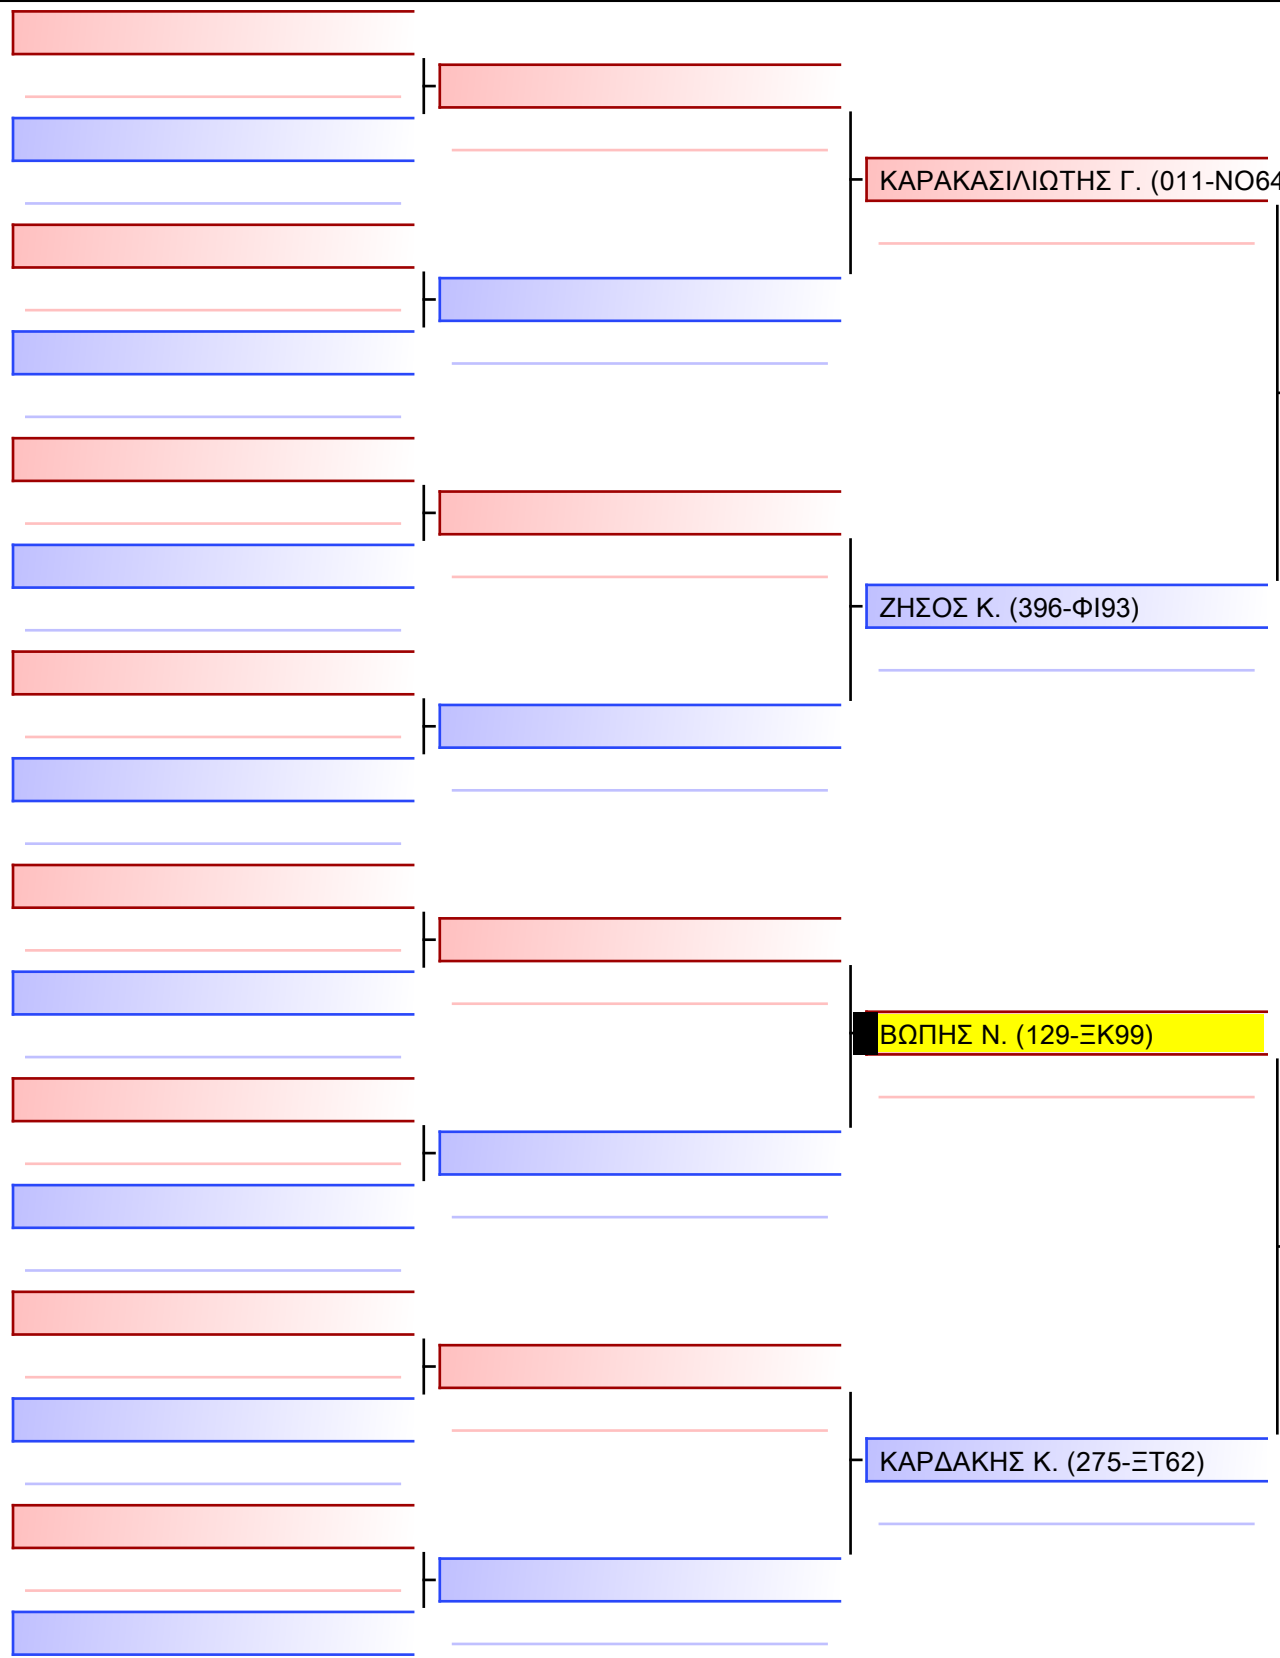 ΚΑΡΑΚΑΣΙΛΙΩΤΗΣ Γ. (011-ΝΟ64
ΖΗΣΟΣ Κ. (396-ΦΙ93)
ΒΩΠΗΣ Ν. (129-ΞΚ99)
ΚΑΡΔΑΚΗΣ Κ. (275-ΞΤ62)